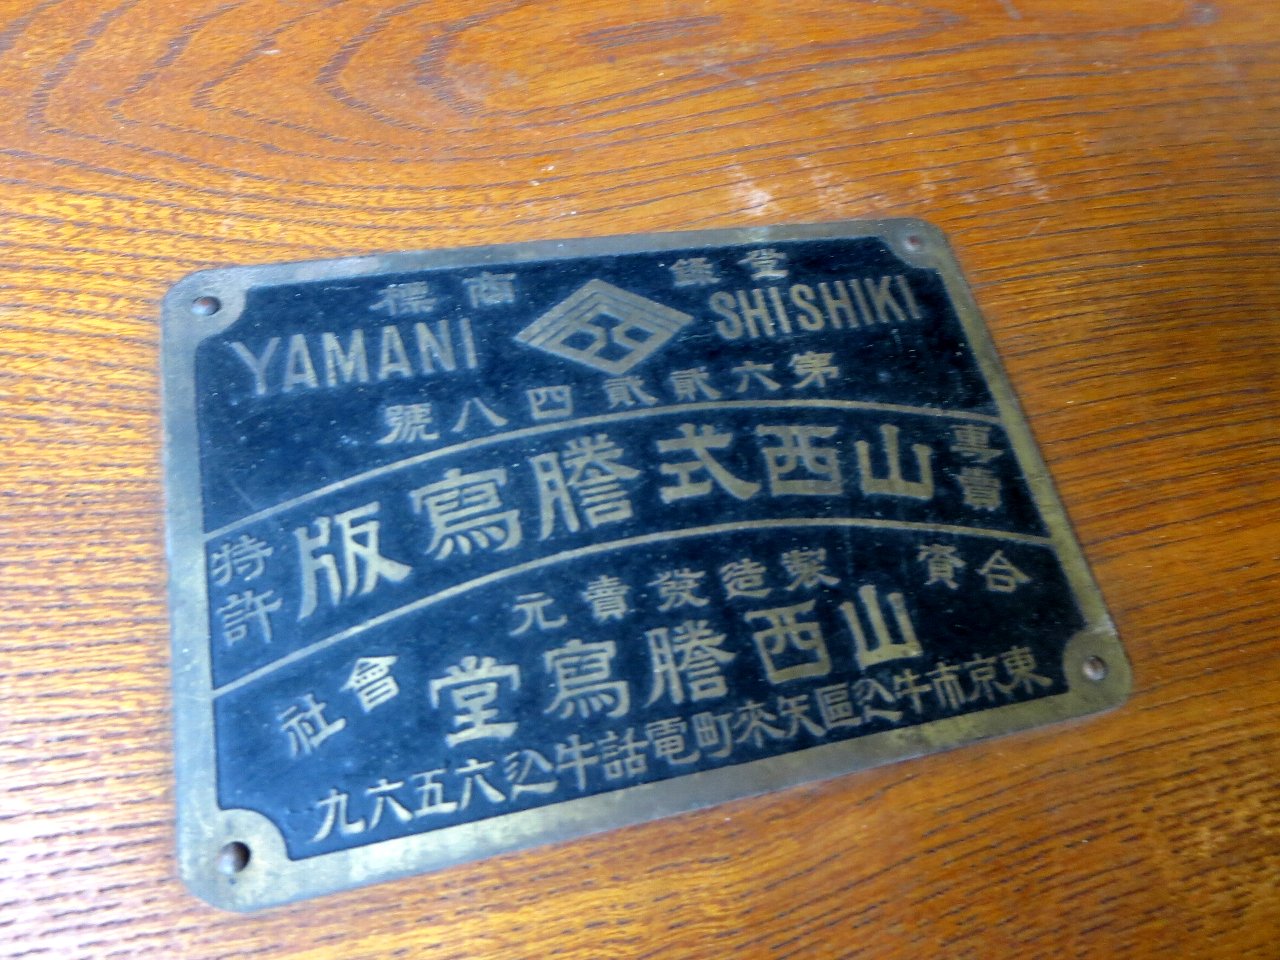 登錄商標
YAMANI SHISHIKI
第六貳貳四八號
專賣 山西式謄寫版 特許
製造發賣元
合資 山西謄寫堂 會社
東京市牛込區矢來町電話牛込六五六九